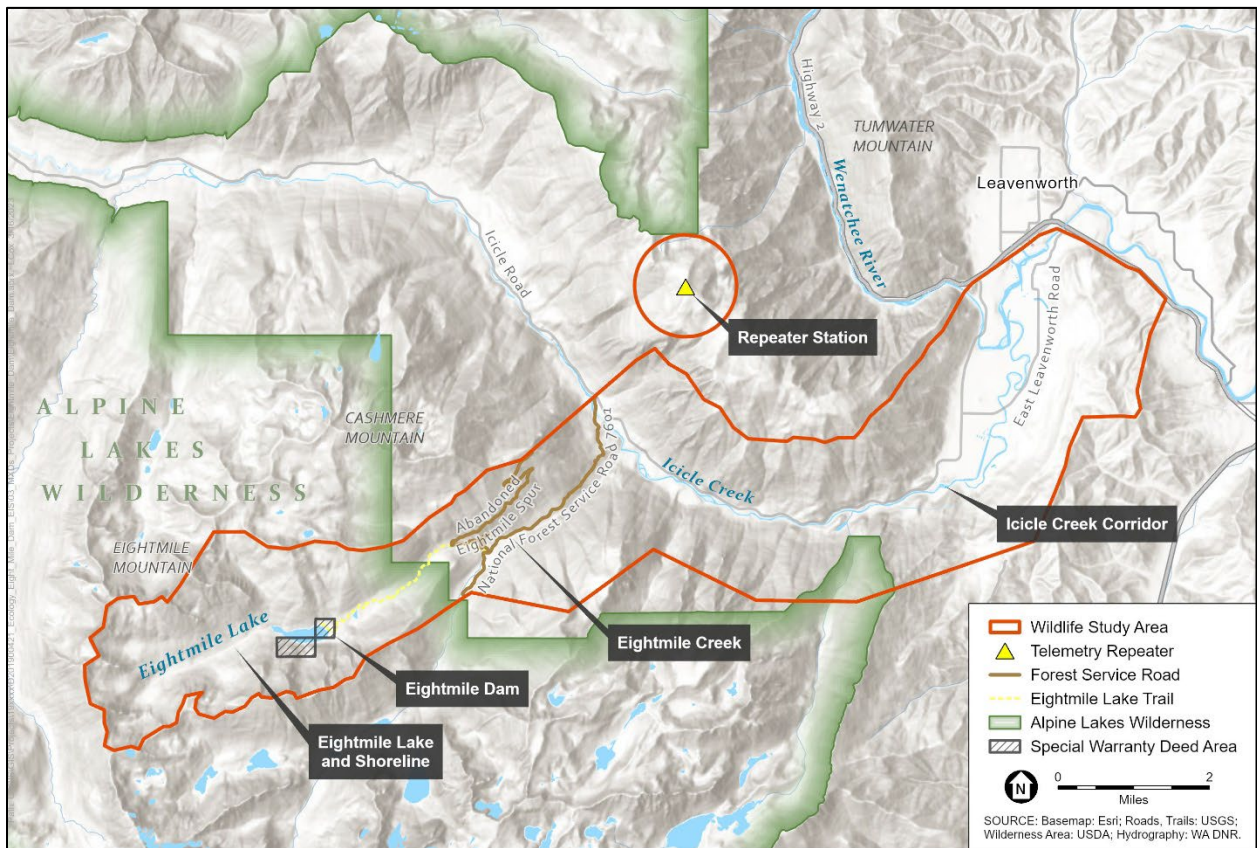 Highway 2
TUMWATER
MOUNTAIN
Wenatchee River
Leavenworth
Icicle Road
East Leavenworth Road
Repeater Station
ALPINE
LAKES
WILDERNESS
CASHMERE
MOUNTAIN
National Forest Service Road 7601
Icicle Creek
Icicle Creek Corridor
Abandoned
Eightmile Spur
EIGHTMILE
MOUNTAIN
Eightmile Lake
Eightmile Creek
Eightmile Dam
Eightmile Lake
and Shoreline
Wildlife Study Area
Telemetry Repeater
Forest Service Road
Eightmile Lake Trail
Alpine Lakes Wilderness
Special Warranty Deed Area
N
0 2
Miles
SOURCE: Basemap: Esri; Roads, Trails: USGS;
Wilderness Area: USDA; Hydrography: WA DNR.